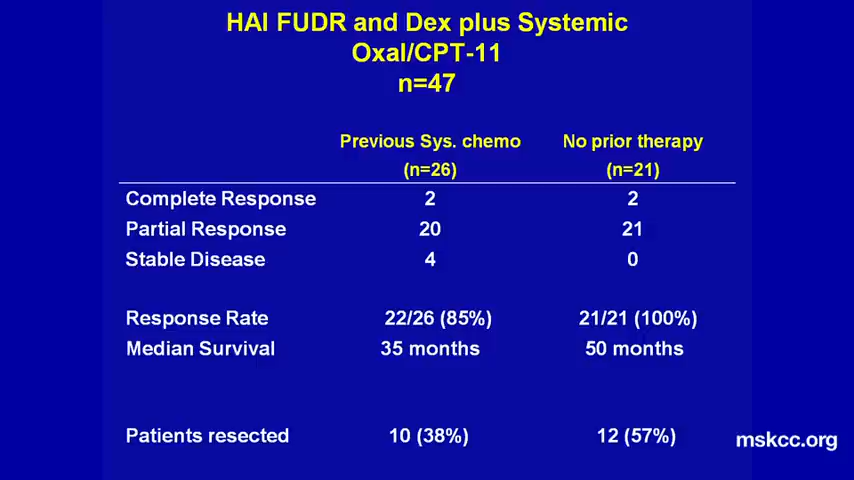 HAI FUDR and Dex plus Systemic
Oxal/CPT-11
n=47
Previous Sys. chemo No prior therapy
(n=26) (n=21)
Complete Response 2 2
Partial Response 20 21
Stable Disease 4 0
Response Rate 22/26 (85%) 21/21 (100%)
Median Survival 35 months 50 months
Patients resected 10 (38%) 12 (57%)
mskcc.org